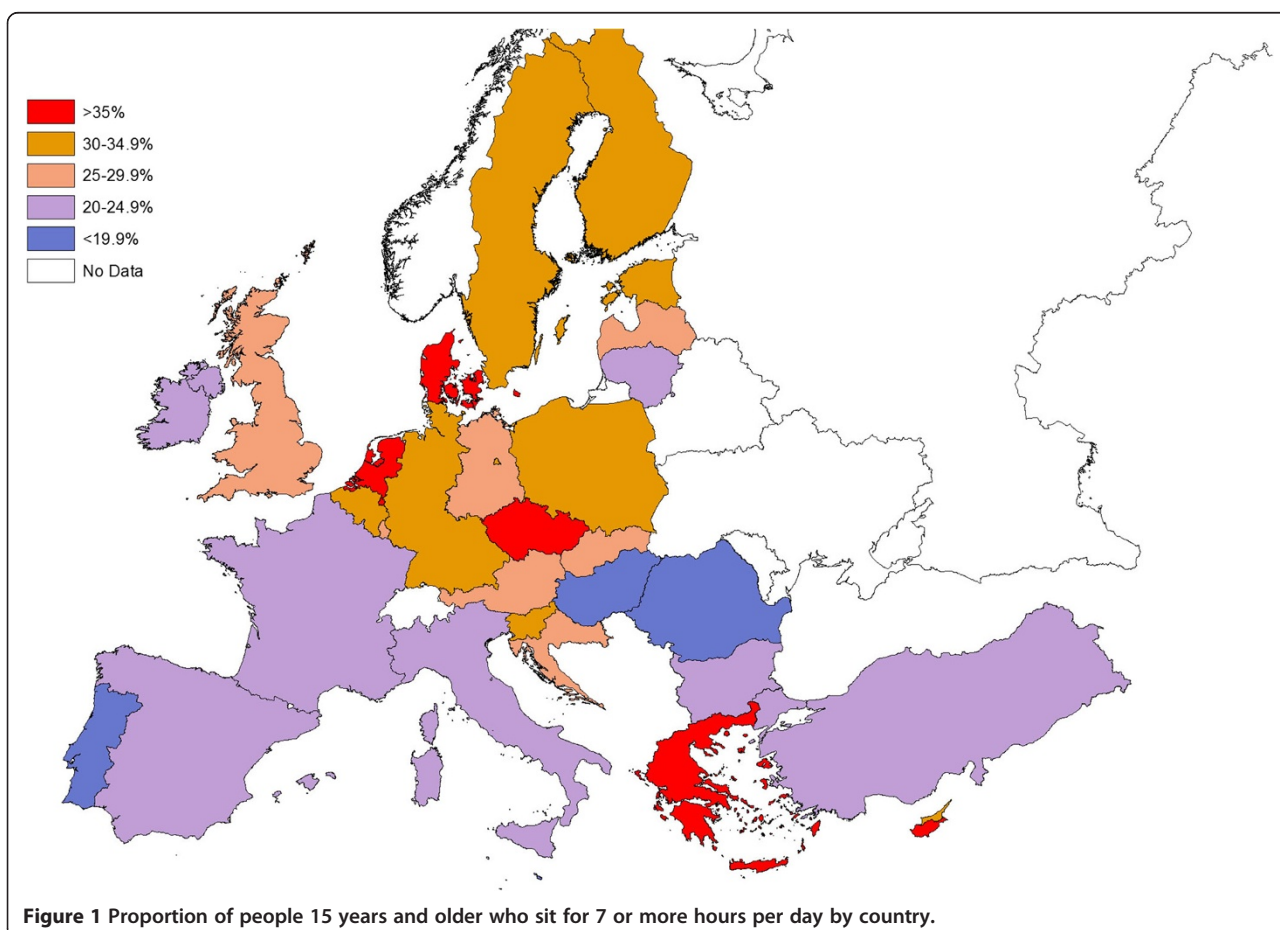 >35%
30-34.9%
25-29.9%
20-24.9%
<19.9%
No Data
Figure 1 Proportion of people 15 years and older who sit for 7 or more hours per day by country.